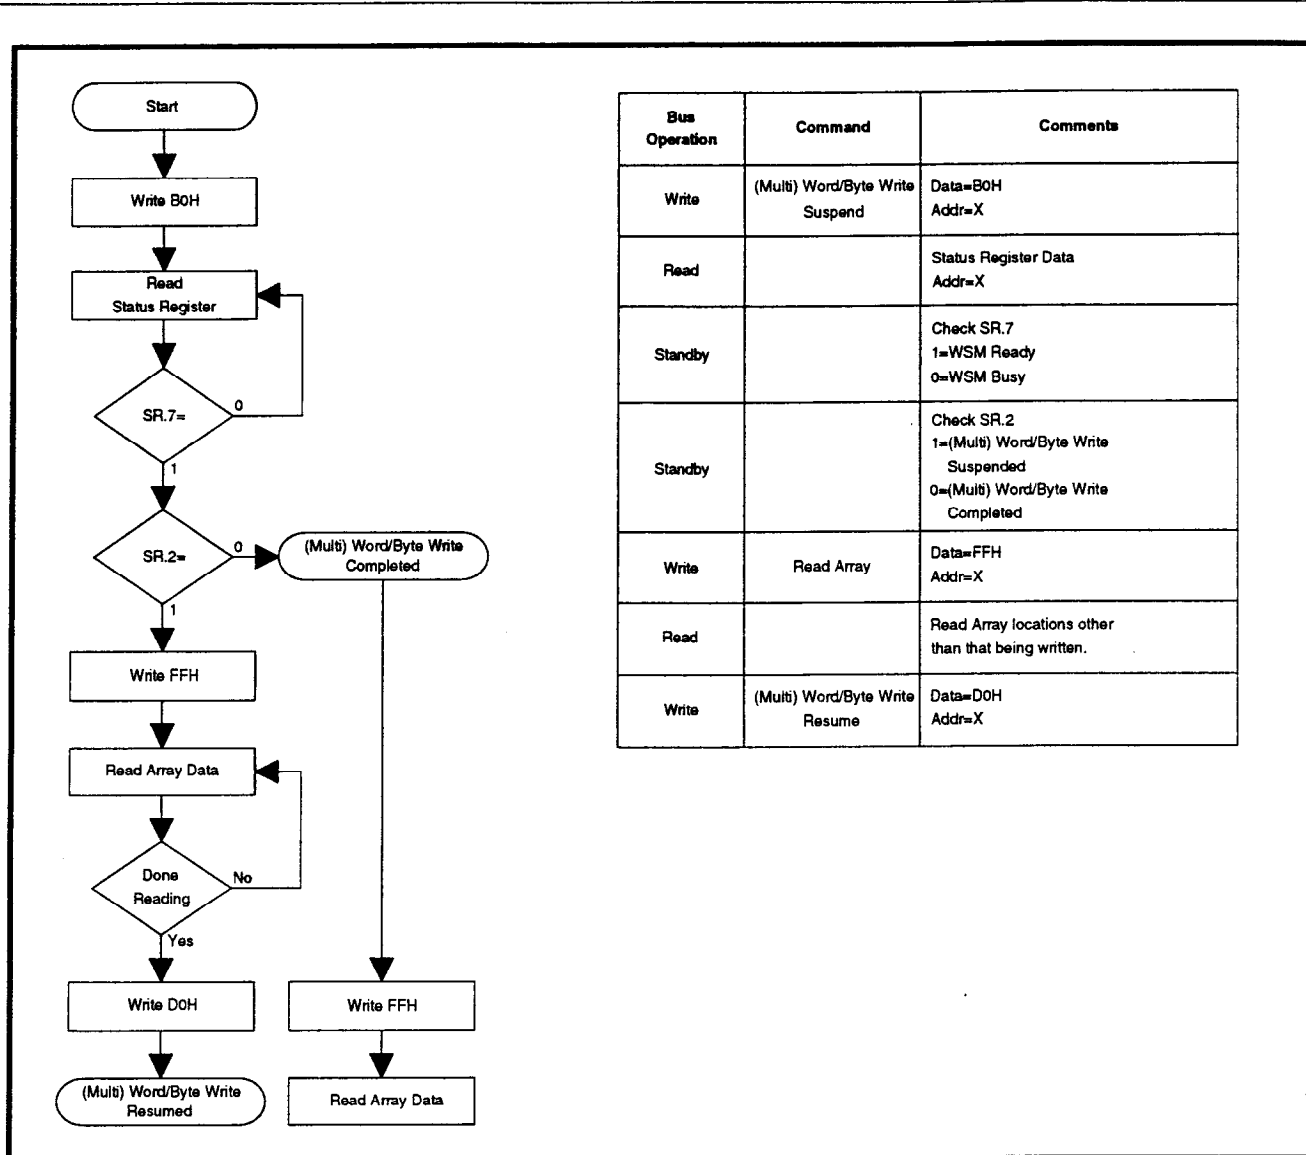 Start
Write B0H
Read
Status Register
SR.7=
0
1
SR.2=
0
(Multi) Word/Byte Write
Completed
1
Write FFH
Read Array Data
Done
Reading
No
Yes
Write D0H
(Multi) Word/Byte Write
Resumed
Write FFH
Read Array Data
Bus
Operation
Command
Comments
Write
(Multi) Word/Byte Write
Suspend
Data=B0H
Addr=X
Read
Status Register Data
Addr=X
Standby
Check SR.7
1=WSM Ready
0=WSM Busy
Standby
Check SR.2
1=(Multi) Word/Byte Write
Suspended
0=(Multi) Word/Byte Write
Completed
Write
Read Array
Data=FFH
Addr=X
Read
Read Array locations other
than that being written.
Write
(Multi) Word/Byte Write
Resume
Data=D0H
Addr=X